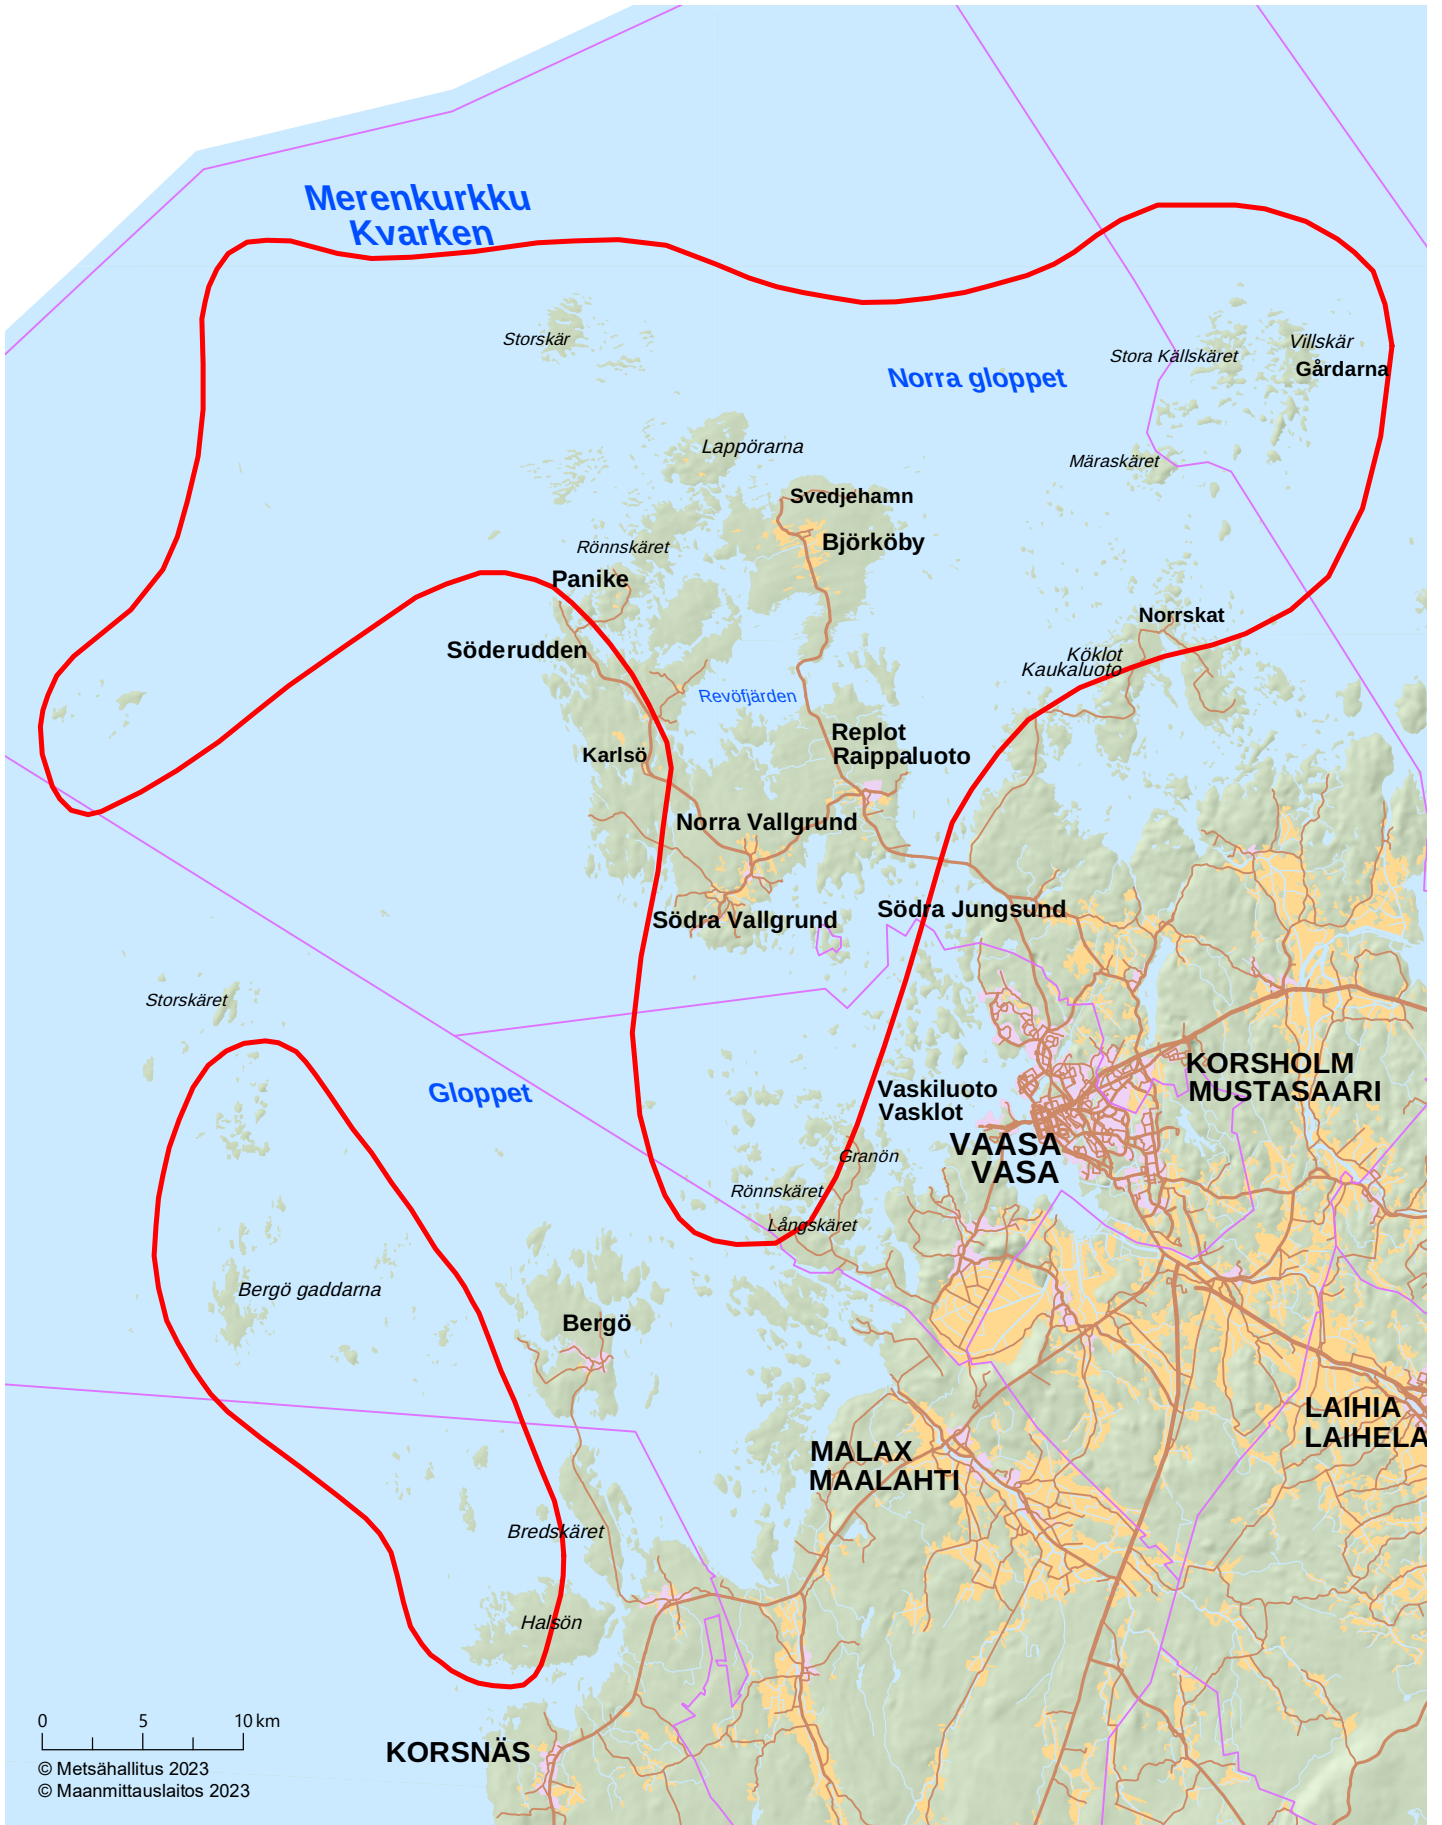 Merenkurkku
Kvarken
Storskär
Villskär
Stora Källskäret
Gårdarna
Norra gloppet
Lappörarna
Märaskäret
Svedjehamn
Björköby
Rönnskäret
Panike
Norrskat
Söderudden
Köklot
Kaukaluoto
Revöfjärden
Replot
Raippaluoto
Karlsö
Norra Vallgrund
Södra Vallgrund
Södra Jungsund
Storskäret
KORSHOLM
MUSTASAARI
Gloppet
Vaskiluoto
Vasklot
VAASA
VASA
Granön
Rönnskäret
Långskäret
Bergö gaddarna
Bergö
LAIHIA
LAIHELA
MALAX
MAALAHTI
Bredskäret
Halsön
0 5 10 km
KORSNÄS
© Metsähallitus 2023
© Maanmittauslaitos 2023